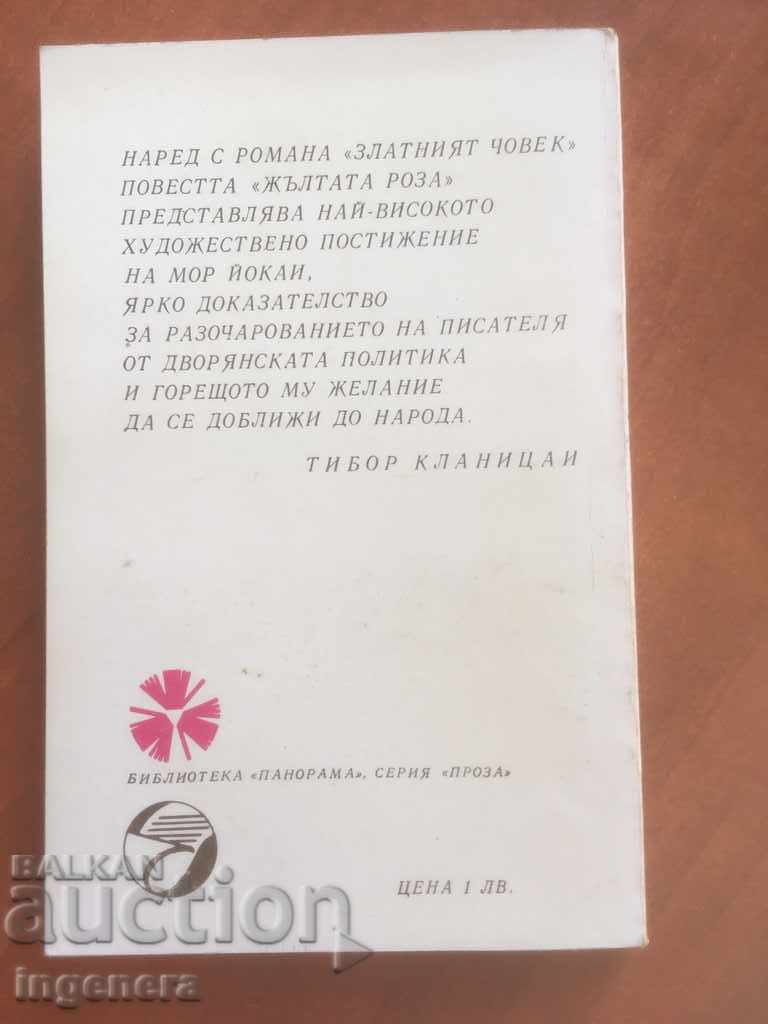 НАРЕД С РОМАНА «ЗЛАТНИЯТ ЧОВЕК»
ПОВЕСТТА «ЖЪЛТАТА РОЗА»
ПРЕДСТАВЛЯВА НАЙ-ВИСОКОТО
ХУДОЖЕСТВЕНО ПОСТИЖЕНИЕ
НА МОР ЙОКАИ,
ЯРКО ДОКАЗАТЕЛСТВО
ЗА РАЗОЧАРОВАНИЕТО НА ПИСАТЕЛЯ
ОТ ДВОРЯНСКАТА ПОЛИТИКА
И ГОРЕЩОТО МУ ЖЕЛАНИЕ
ДА СЕ ДОБЛИЖИ ДО НАРОДА.
ТИБОР КЛАНИЦАИ
БИБЛИОТЕКА «ПАНОРАМА», СЕРИЯ «ПРОЗА»
ЦЕНА 1 ЛВ.
BALKAN
auction
ingenera